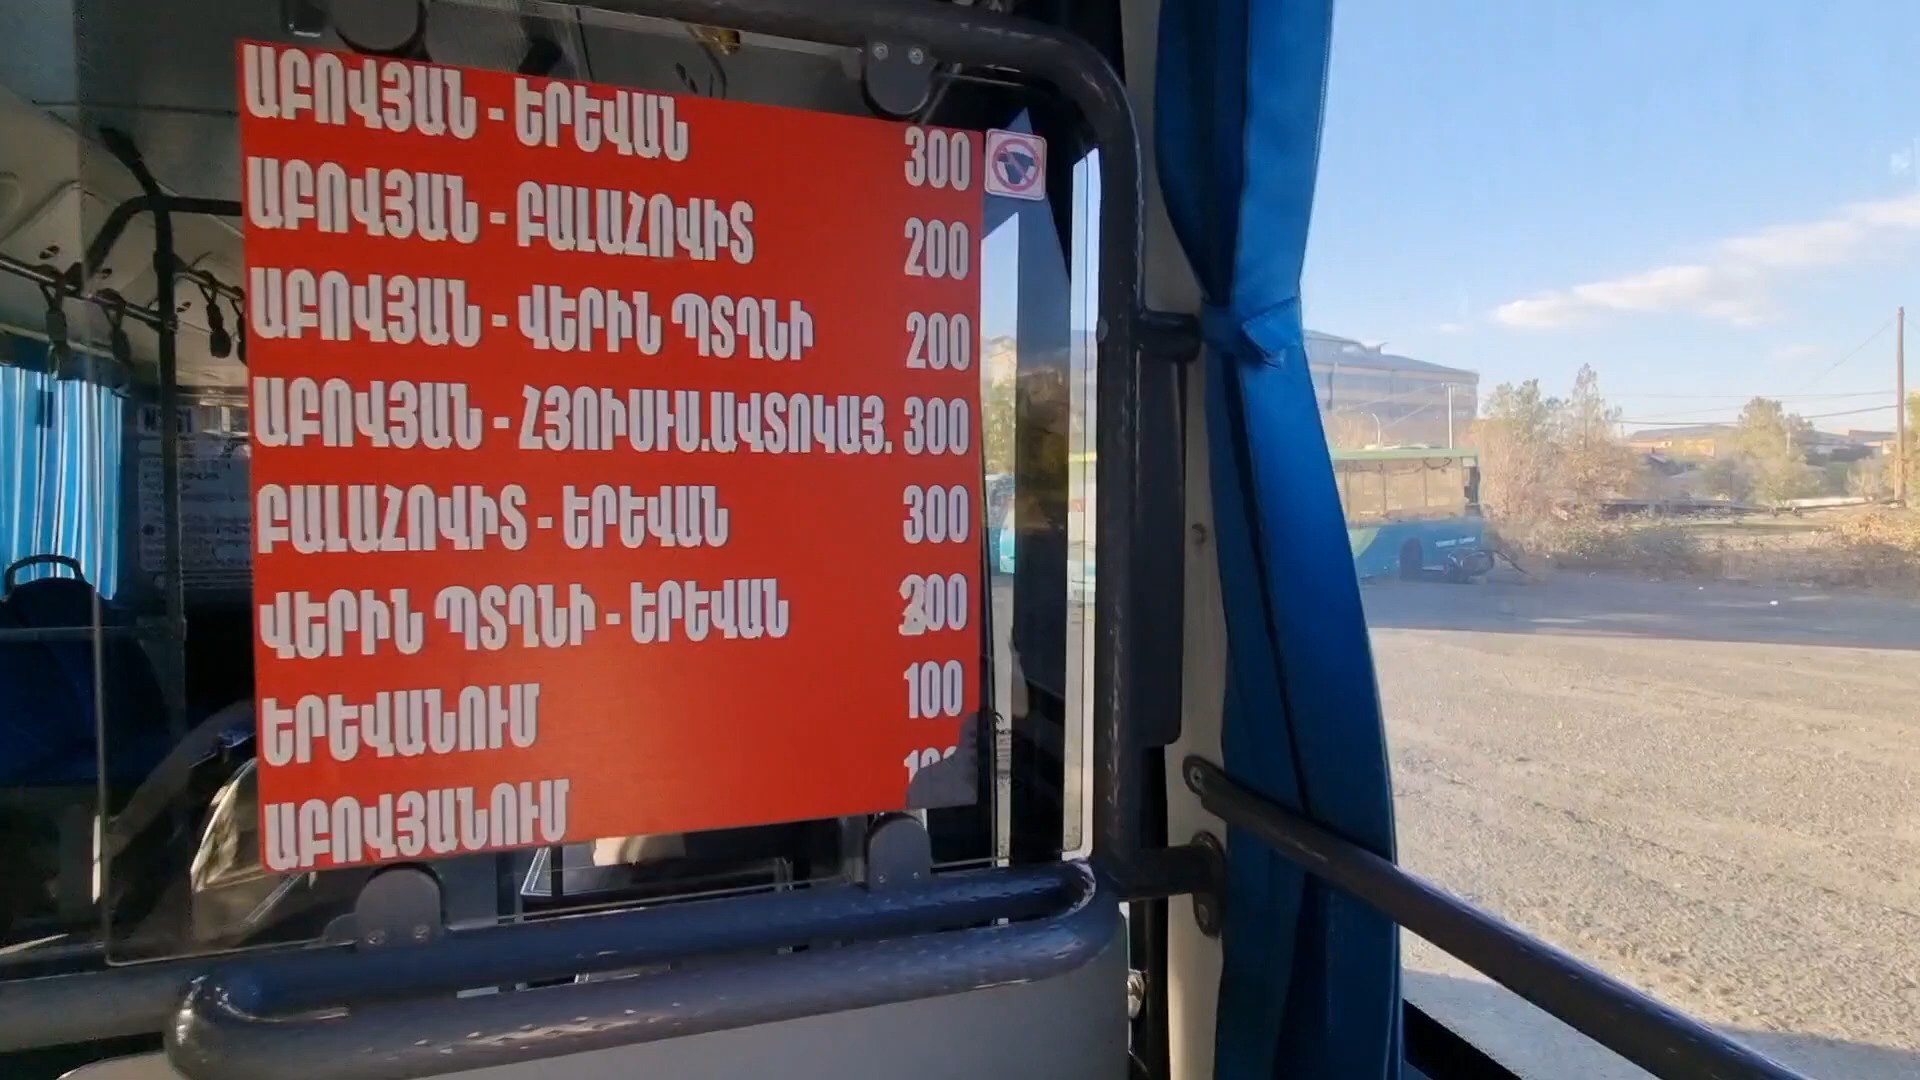 ԱԲՈՎՅԱՆ - ԵՐԵՎԱՆ 300
ԱԲՈՎՅԱՆ - ԲԱԼԱՀՈՎԻՏ 200
ԱԲՈՎՅԱՆ - ՎԵՐԻՆ ՊՏՂՆԻ 200
ԱԲՈՎՅԱՆ - ՀՅՈՒՍԻՍ.ԱՎՏՈԿԱՅ. 300
ԲԱԼԱՀՈՎԻՏ - ԵՐԵՎԱՆ 300
ՎԵՐԻՆ ՊՏՂՆԻ - ԵՐԵՎԱՆ 200
ԵՐԵՎԱՆՈՒՄ 100
ԱԲՈՎՅԱՆՈՒՄ